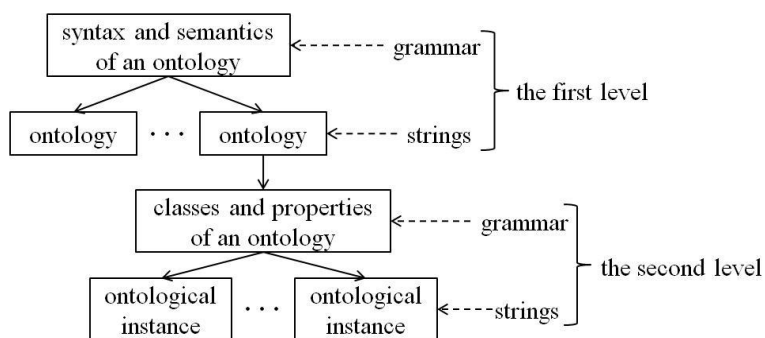 syntax and semantics
of an ontology
grammar
the first level
ontology
. . .
ontology
strings
classes and properties
of an ontology
grammar
the second level
ontological
instance
. . .
ontological
instance
strings